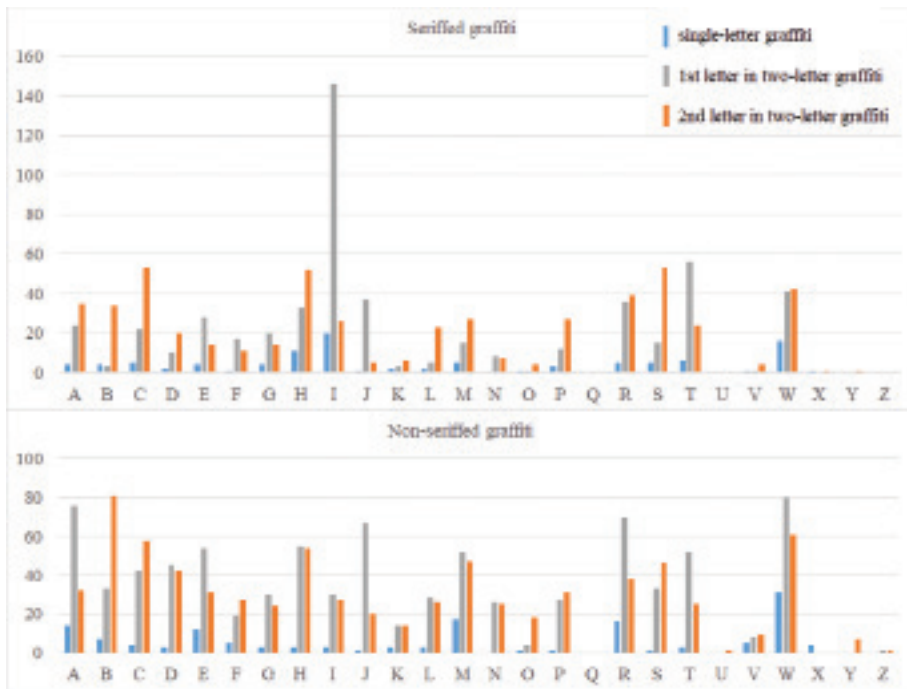 Seriffed graffiti
single-letter graffiti
1st letter in two-letter graffiti
2nd letter in two-letter graffiti
160
140
120
100
80
60
40
20
0
A B C D E F G H I J K L M N O P Q R S T U V W X Y Z
Non-seriffed graffiti
100
80
60
40
20
0
A B C D E F G H I J K L M N O P Q R S T U V W X Y Z